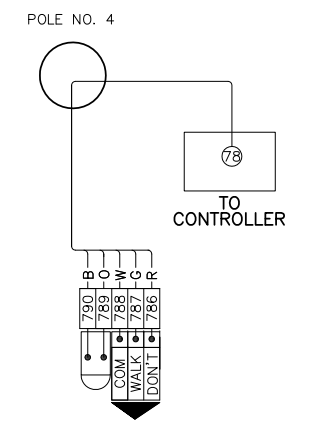 POLE NO. 4
78
TO
CONTROLLER
B O W G R
790 789 788 787 786
COM WALK DON'T